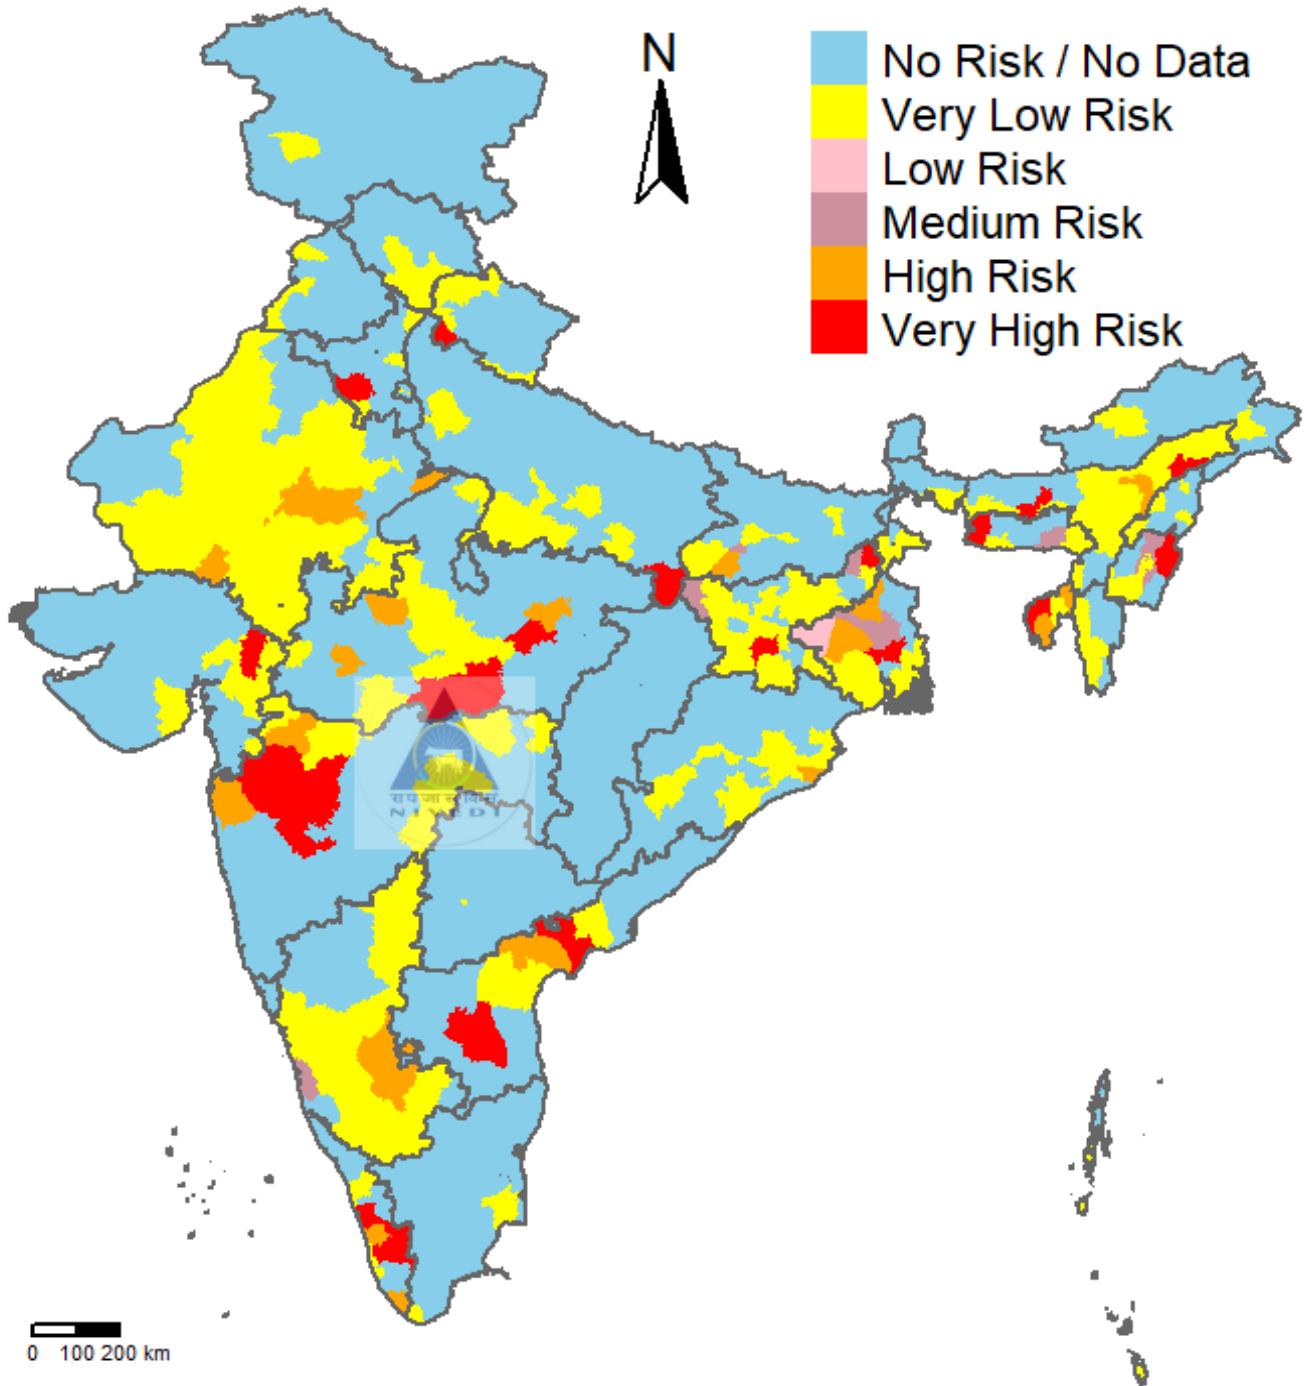 N
No Risk / No Data
Very Low Risk
Low Risk
Medium Risk
High Risk
Very High Risk
NIVEDI
0 100 200 km